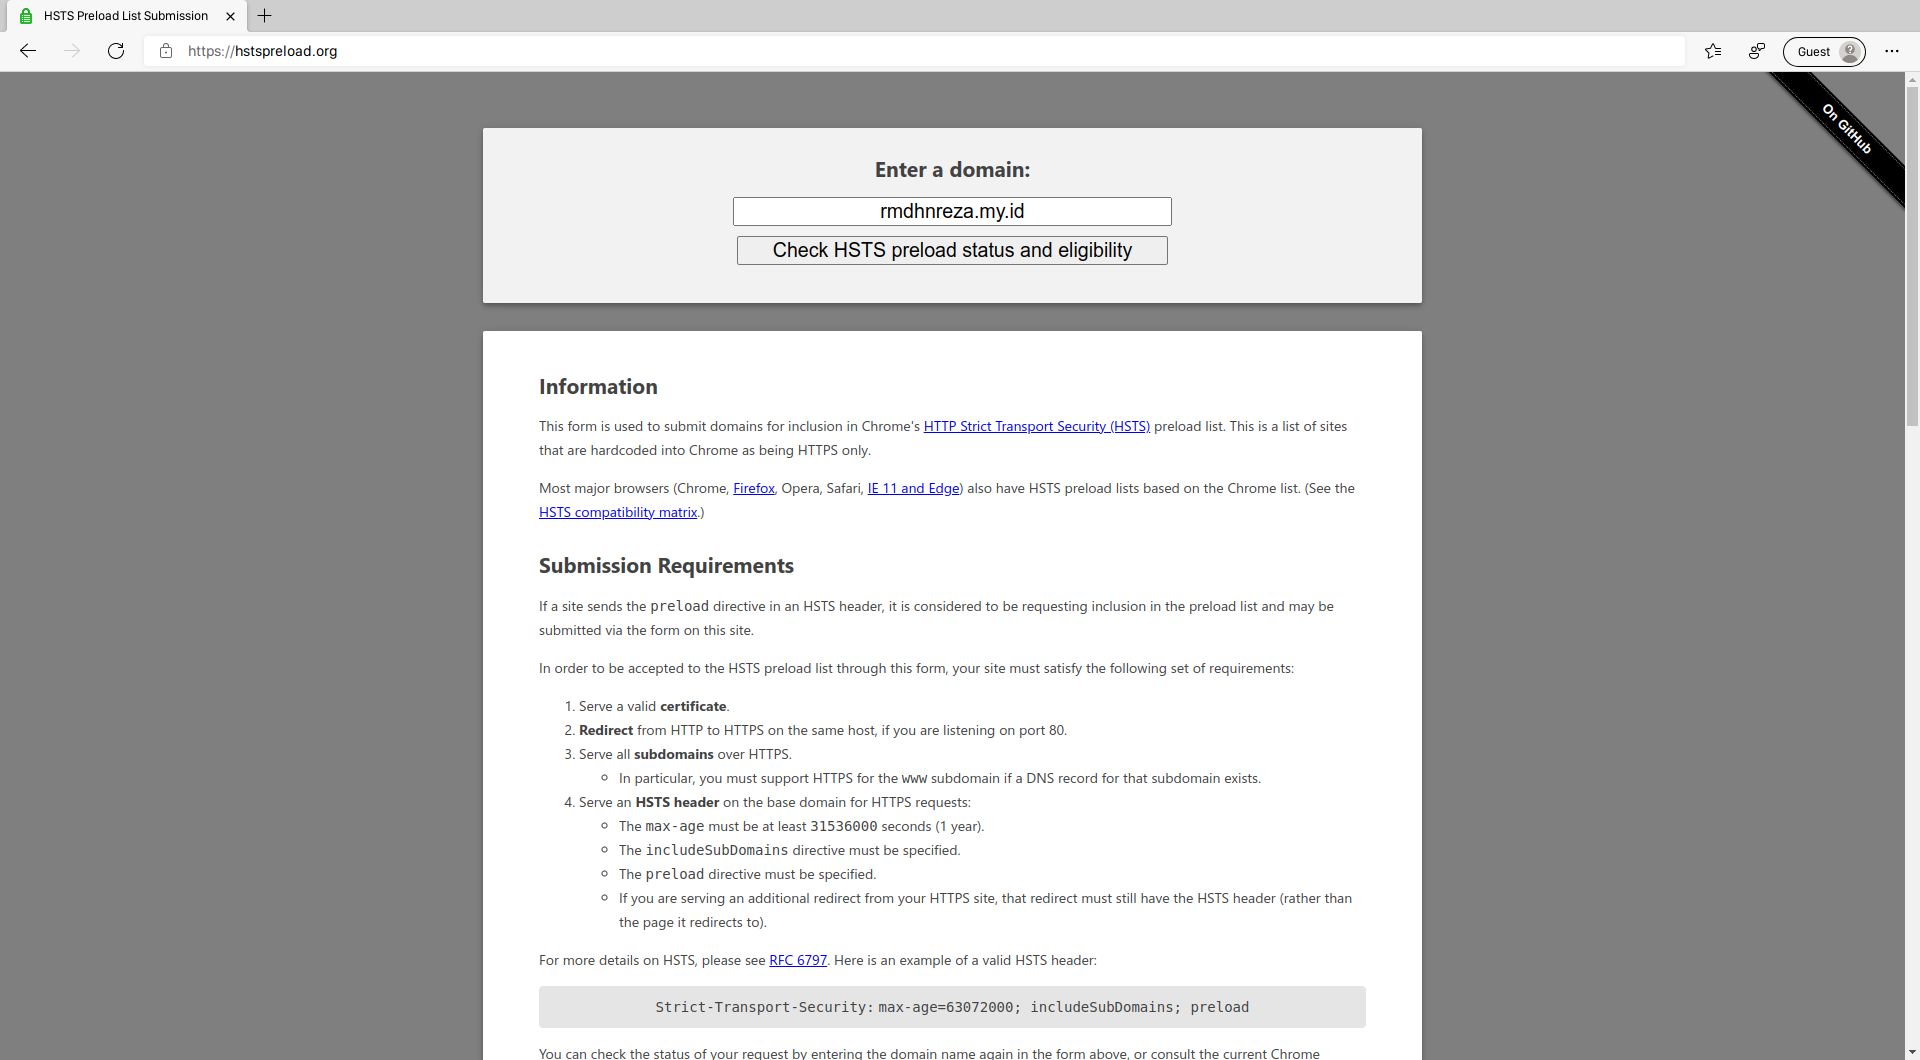 HSTS Preload List Submission
https://hstspreload.org
Guest
On GitHub
Enter a domain:
rmdhnreza.my.id
Check HSTS preload status and eligibility
Information
This form is used to submit domains for inclusion in Chrome's HTTP Strict Transport Security (HSTS) preload list. This is a list of sites
that are hardcoded into Chrome as being HTTPS only.
Most major browsers (Chrome, Firefox, Opera, Safari, IE 11 and Edge) also have HSTS preload lists based on the Chrome list. (See the
HSTS compatibility matrix.)
Submission Requirements
If a site sends the preload directive in an HSTS header, it is considered to be requesting inclusion in the preload list and may be
submitted via the form on this site.
In order to be accepted to the HSTS preload list through this form, your site must satisfy the following set of requirements:
1. Serve a valid certificate.
2. Redirect from HTTP to HTTPS on the same host, if you are listening on port 80.
3. Serve all subdomains over HTTPS.
In particular, you must support HTTPS for the www subdomain if a DNS record for that subdomain exists.
4. Serve an HSTS header on the base domain for HTTPS requests:
The max-age must be at least 31536000 seconds (1 year).
The includeSubDomains directive must be specified.
The preload directive must be specified.
If you are serving an additional redirect from your HTTPS site, that redirect must still have the HSTS header (rather than
the page it redirects to).
For more details on HSTS, please see RFC 6797. Here is an example of a valid HSTS header:
Strict-Transport-Security: max-age=63072000; includeSubDomains; preload
You can check the status of your request by entering the domain name again in the form above, or consult the current Chrome